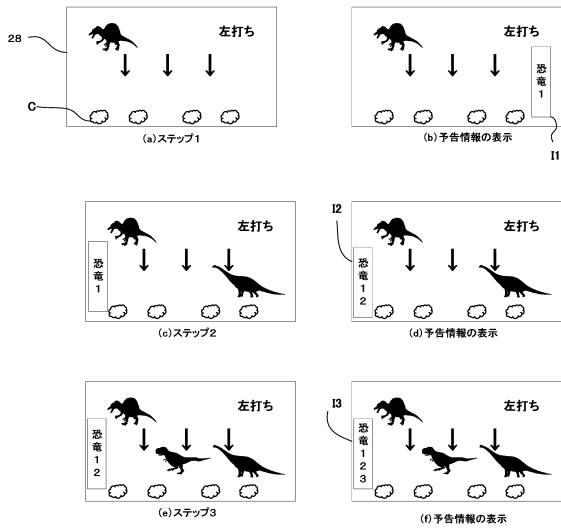 28
左打ち
C
(a)ステップ1
左打ち
恐竜1
I1
(b)予告情報の表示
左打ち
恐竜1
(c)ステップ2
I2
左打ち
恐竜12
(d)予告情報の表示
左打ち
恐竜12
(e)ステップ3
I3
左打ち
恐竜123
(f)予告情報の表示